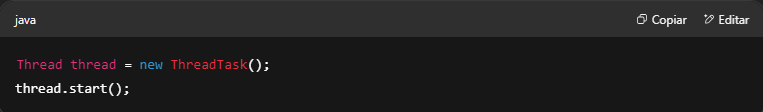 java
Copiar
Editar
Thread thread = new ThreadTask();
thread.start();